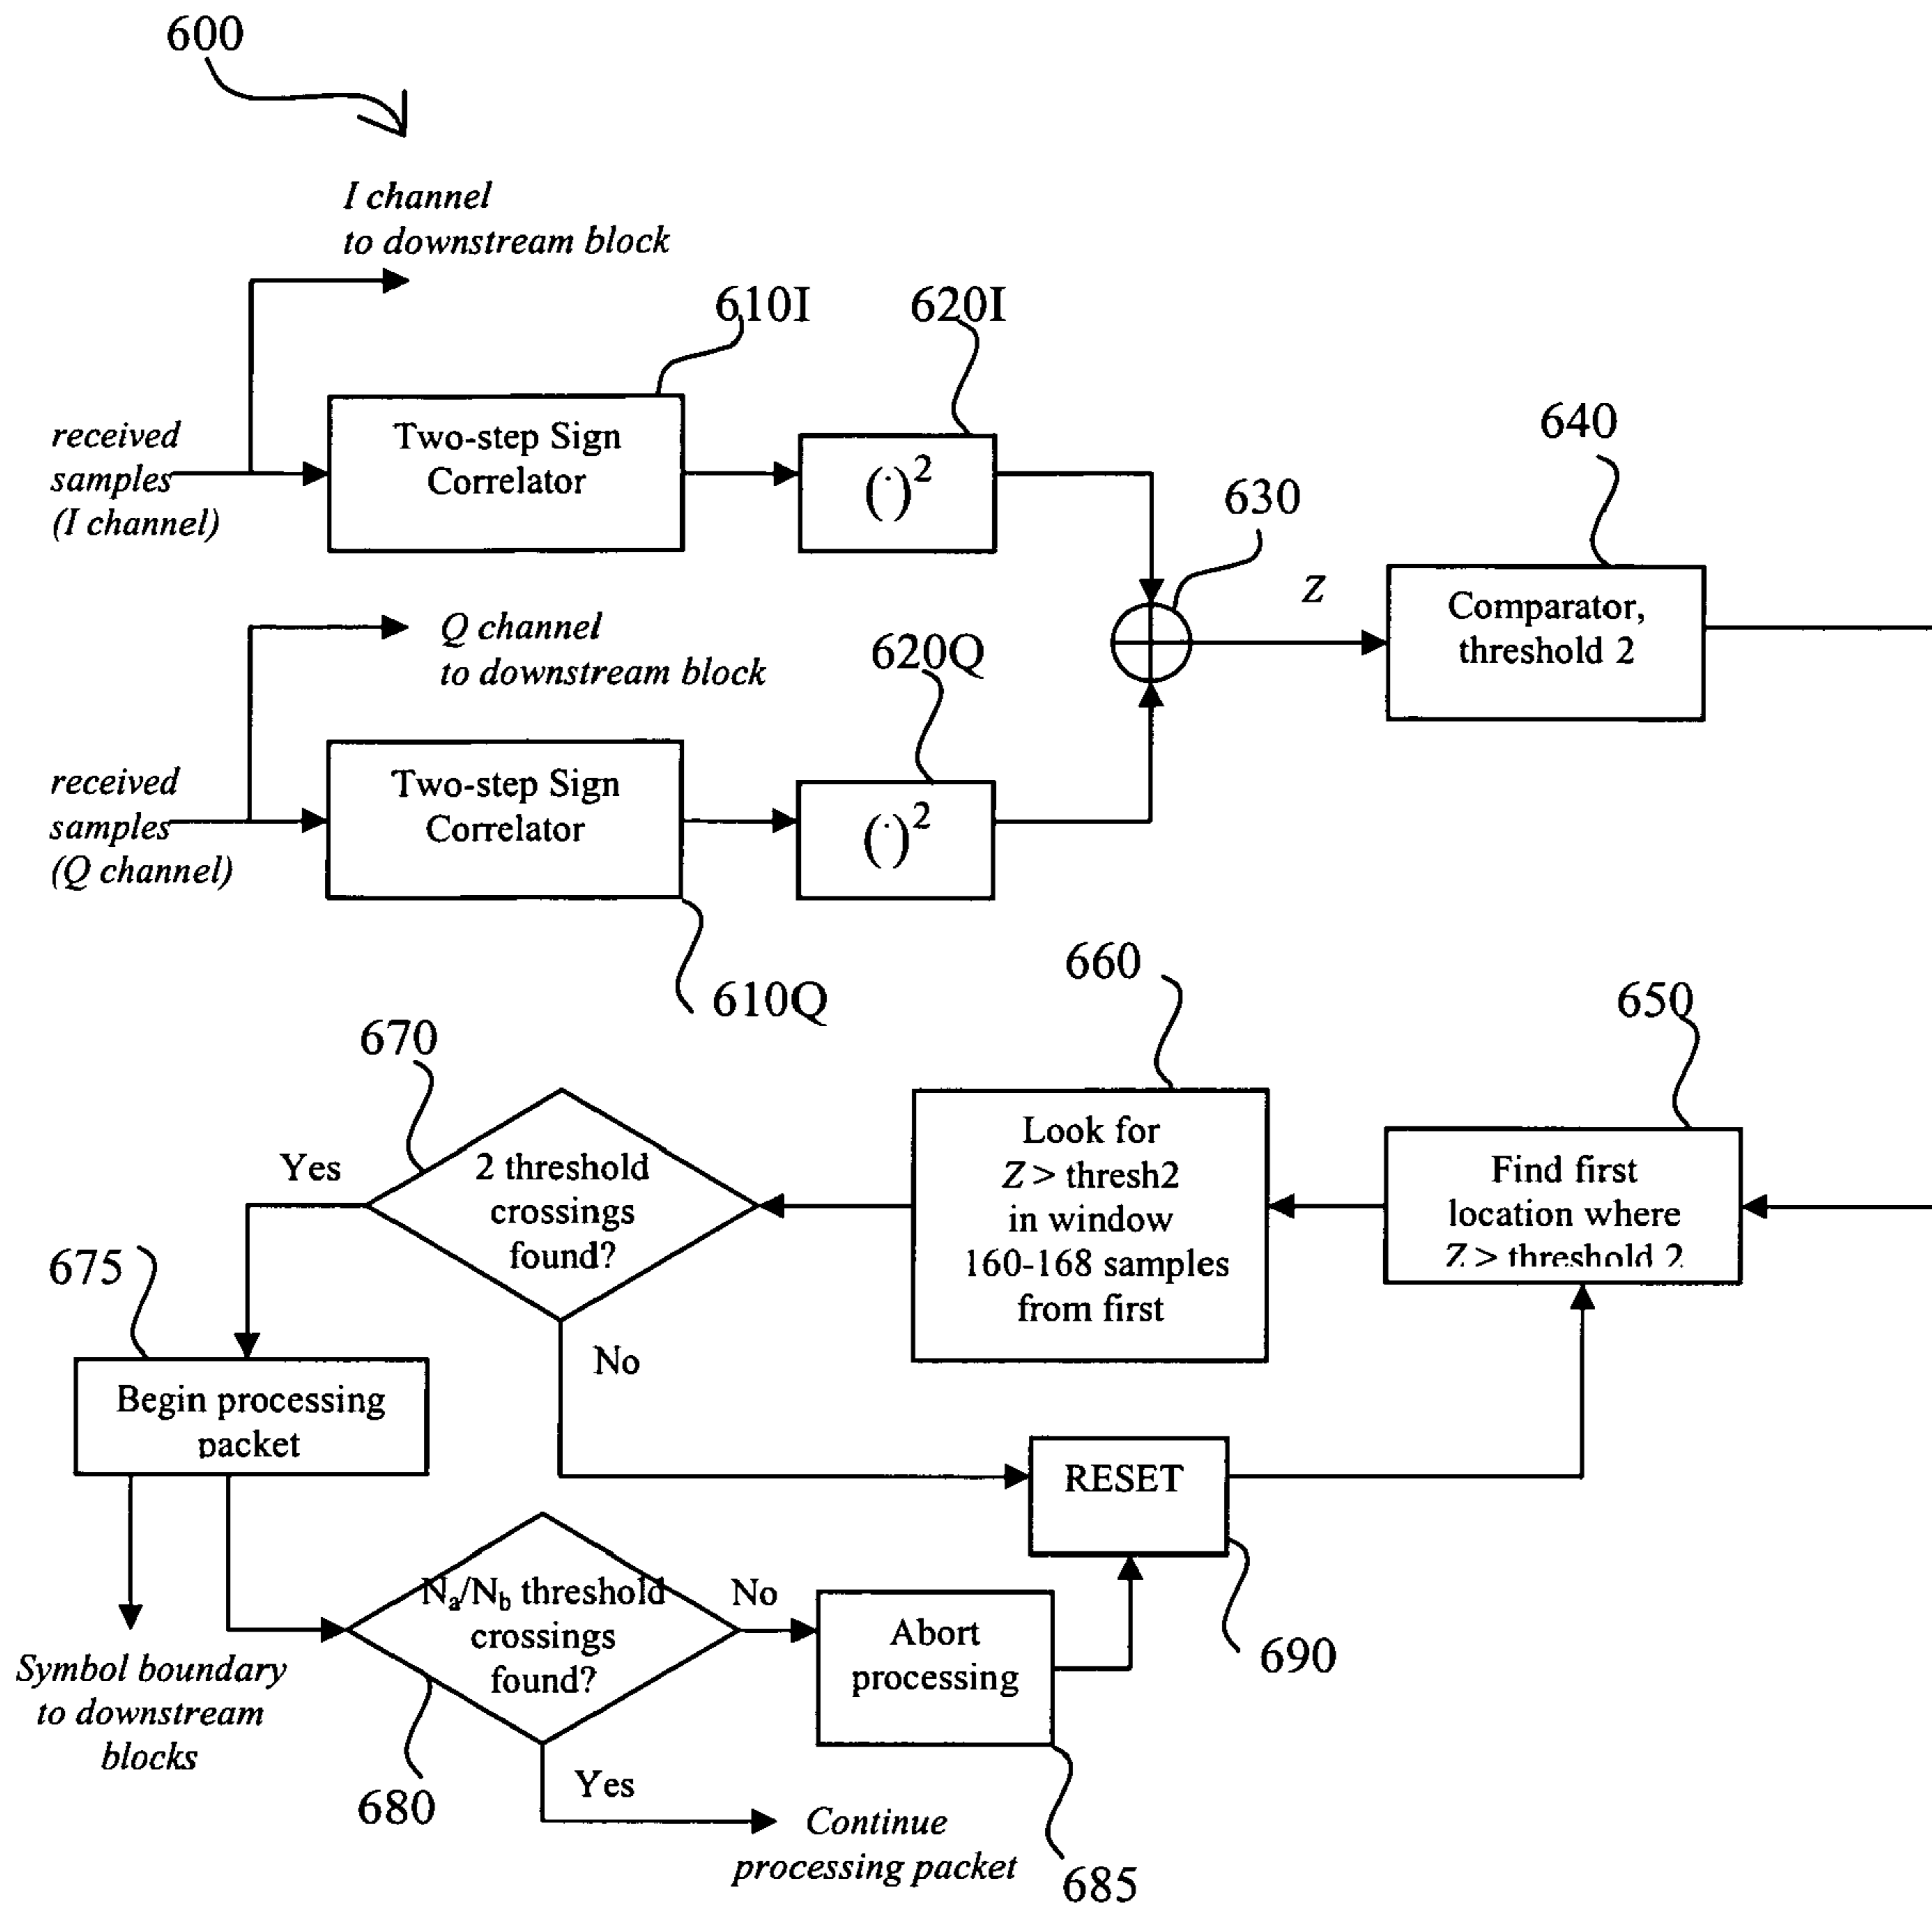 600
I channel
to downstream block
610I
620I
received
samples
(I channel)
Two-step Sign
Correlator
(·)²
640
630
Z
Comparator,
threshold 2
Q channel
to downstream block
620Q
received
samples
(Q channel)
Two-step Sign
Correlator
(·)²
610Q
660
650
670
Yes
2 threshold
crossings
found?
Look for
Z > thresh2
in window
160-168 samples
from first
Find first
location where
Z > threshold 2
675
No
Begin processing
packet
RESET
Na/Nb threshold
crossings
found?
No
Abort
processing
690
Symbol boundary
to downstream
blocks
680
Yes
Continue
processing packet
685